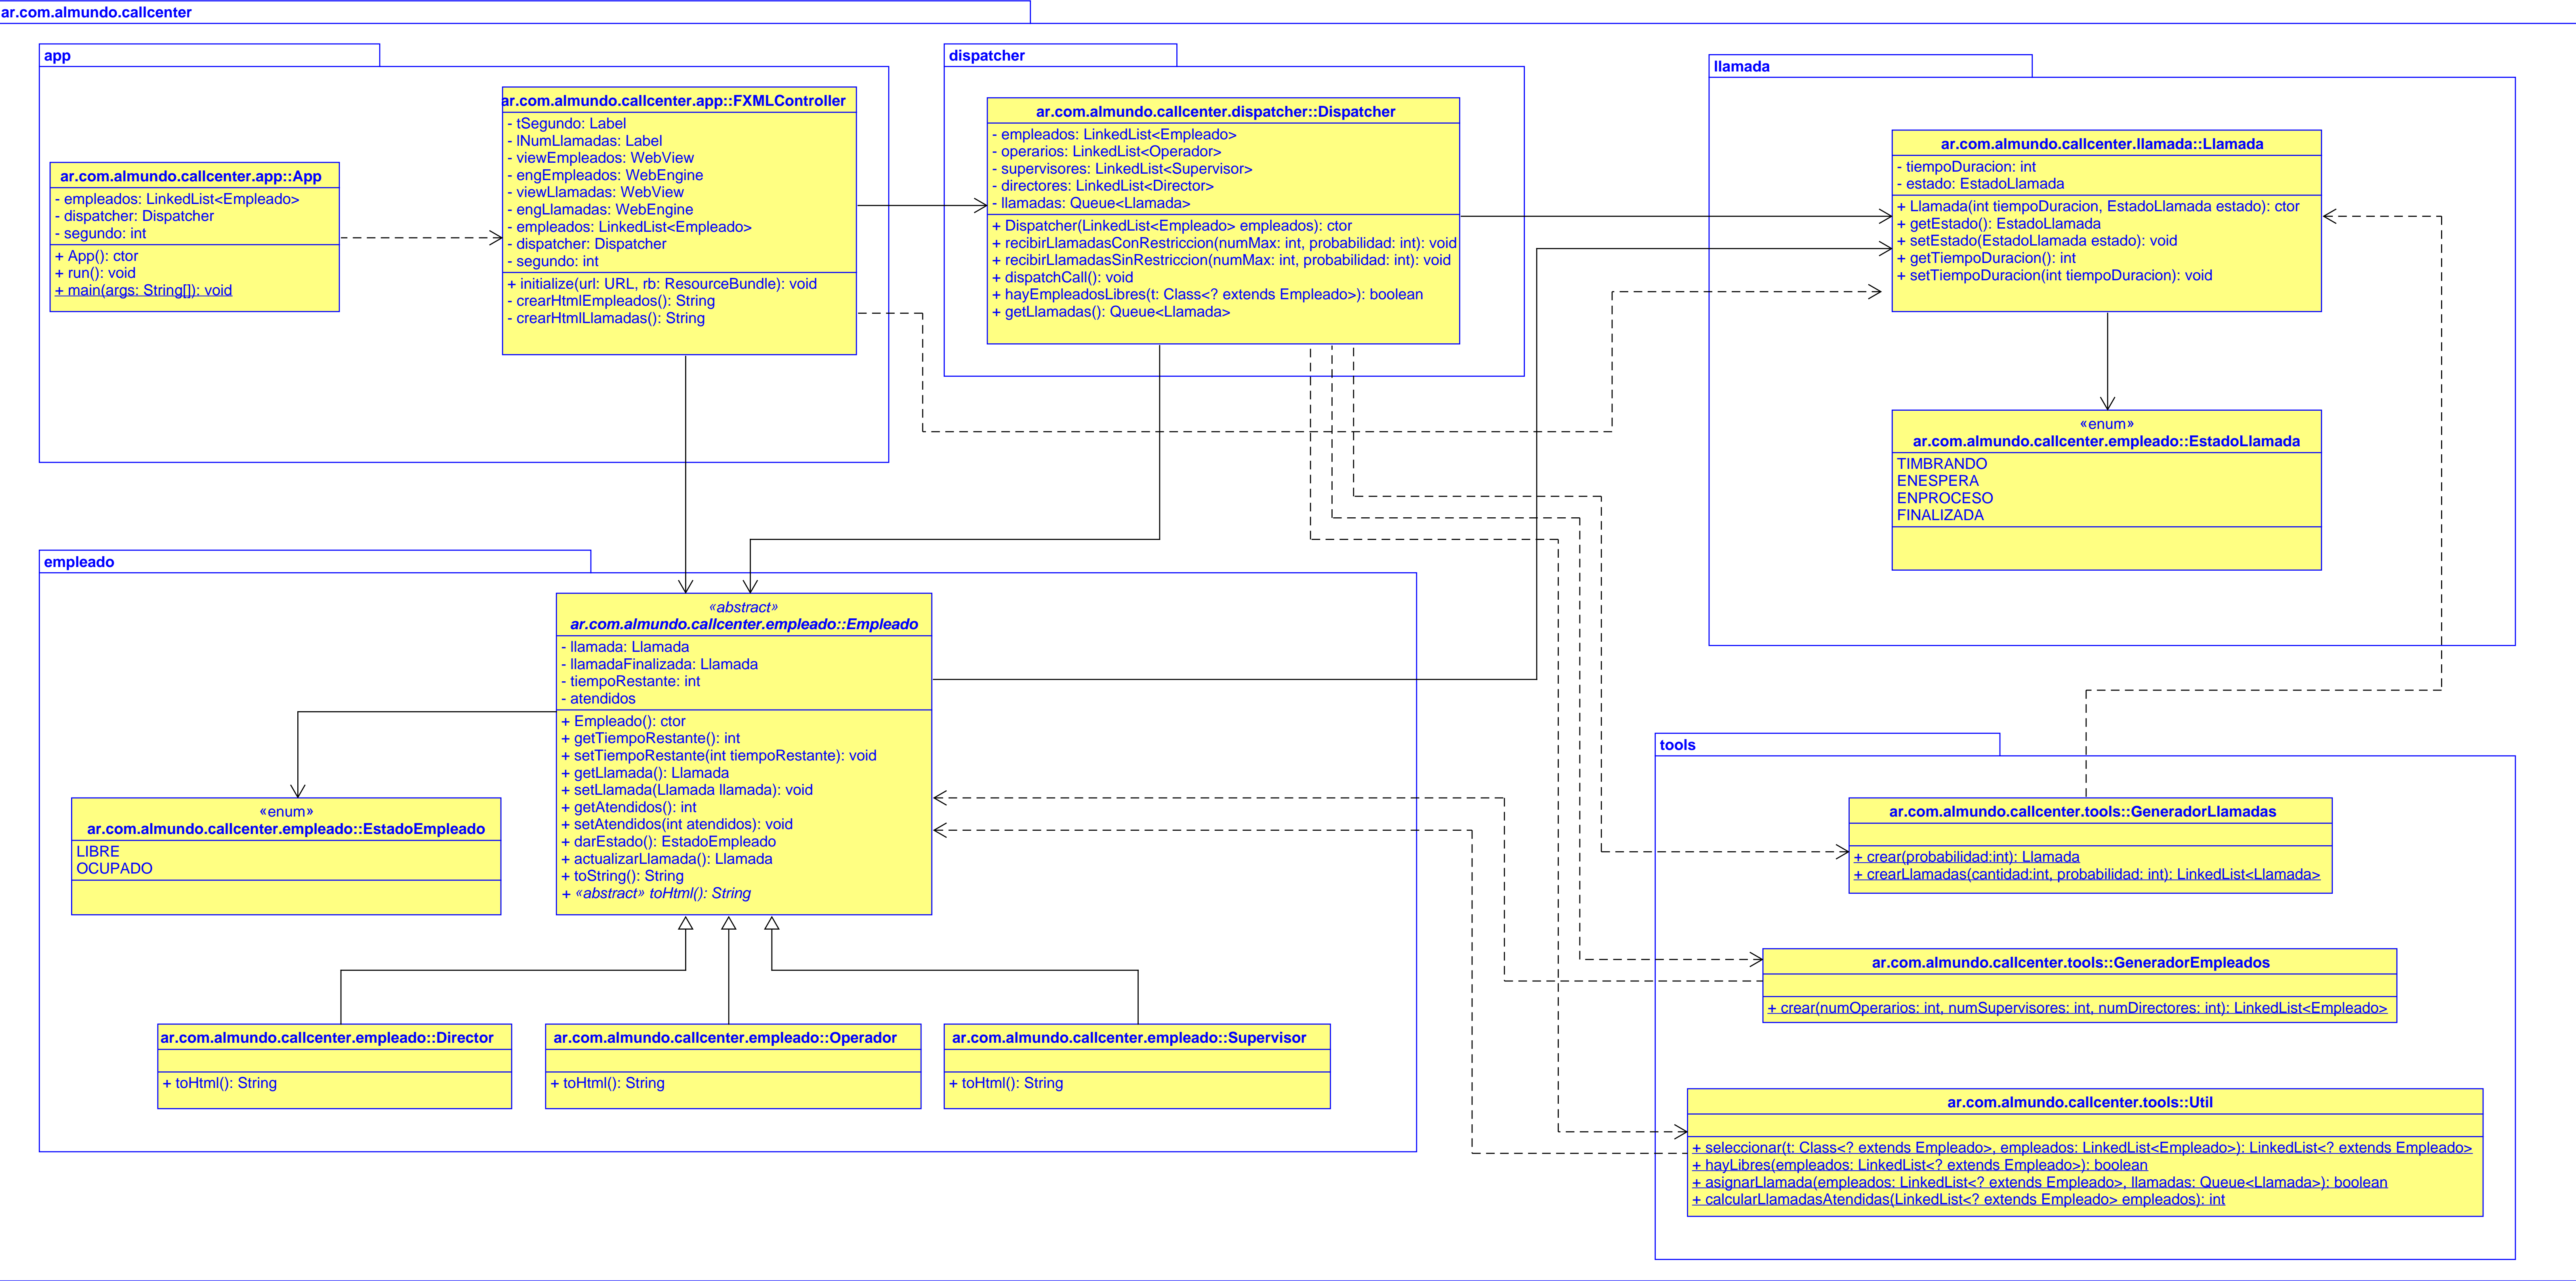 ar.com.almundo.callcenter
app
ar.com.almundo.callcenter.app::App
- empleados: LinkedList<Empleado>
- dispatcher: Dispatcher
- segundo: int
+ App(): ctor
+ run(): void
+ main(args: String[]): void
ar.com.almundo.callcenter.app::FXMLController
- tSegundo: Label
- lNumLlamadas: Label
- viewEmpleados: WebView
- engEmpleados: WebEngine
- viewLlamadas: WebView
- engLlamadas: WebEngine
- empleados: LinkedList<Empleado>
- dispatcher: Dispatcher
- segundo: int
+ initialize(url: URL, rb: ResourceBundle): void
- crearHtmlEmpleados(): String
- crearHtmlLlamadas(): String
dispatcher
ar.com.almundo.callcenter.dispatcher::Dispatcher
- empleados: LinkedList<Empleado>
- operarios: LinkedList<Operador>
- supervisores: LinkedList<Supervisor>
- directores: LinkedList<Director>
- llamadas: Queue<Llamada>
+ Dispatcher(LinkedList<Empleado> empleados): ctor
+ recibirLlamadasConRestriccion(numMax: int, probabilidad: int): void
+ recibirLlamadasSinRestriccion(numMax: int, probabilidad: int): void
+ dispatchCall(): void
+ hayEmpleadosLibres(t: Class<? extends Empleado>): boolean
+ getLlamadas(): Queue<Llamada>
llamada
ar.com.almundo.callcenter.llamada::Llamada
- tiempoDuracion: int
- estado: EstadoLlamada
+ Llamada(int tiempoDuracion, EstadoLlamada estado): ctor
+ getEstado(): EstadoLlamada
+ setEstado(EstadoLlamada estado): void
+ getTiempoDuracion(): int
+ setTiempoDuracion(int tiempoDuracion): void
«enum»
ar.com.almundo.callcenter.empleado::EstadoLlamada
TIMBRANDO
ENESPERA
ENPROCESO
FINALIZADA
empleado
«abstract»
ar.com.almundo.callcenter.empleado::Empleado
- llamada: Llamada
- llamadaFinalizada: Llamada
- tiempoRestante: int
- atendidos
+ Empleado(): ctor
+ getTiempoRestante(): int
+ setTiempoRestante(int tiempoRestante): void
+ getLlamada(): Llamada
+ setLlamada(Llamada llamada): void
+ getAtendidos(): int
+ setAtendidos(int atendidos): void
+ darEstado(): EstadoEmpleado
+ actualizarLlamada(): Llamada
+ toString(): String
+ «abstract» toHtml(): String
«enum»
ar.com.almundo.callcenter.empleado::EstadoEmpleado
LIBRE
OCUPADO
ar.com.almundo.callcenter.empleado::Director
+ toHtml(): String
ar.com.almundo.callcenter.empleado::Operador
+ toHtml(): String
ar.com.almundo.callcenter.empleado::Supervisor
+ toHtml(): String
tools
ar.com.almundo.callcenter.tools::GeneradorLlamadas
+ crear(probabilidad:int): Llamada
+ crearLlamadas(cantidad:int, probabilidad: int): LinkedList<Llamada>
ar.com.almundo.callcenter.tools::GeneradorEmpleados
+ crear(numOperarios: int, numSupervisores: int, numDirectores: int): LinkedList<Empleado>
ar.com.almundo.callcenter.tools::Util
+ seleccionar(t: Class<? extends Empleado>, empleados: LinkedList<Empleado>): LinkedList<? extends Empleado>
+ hayLibres(empleados: LinkedList<? extends Empleado>): boolean
+ asignarLlamada(empleados: LinkedList<? extends Empleado>, llamadas: Queue<Llamada>): boolean
+ calcularLlamadasAtendidas(LinkedList<? extends Empleado> empleados): int